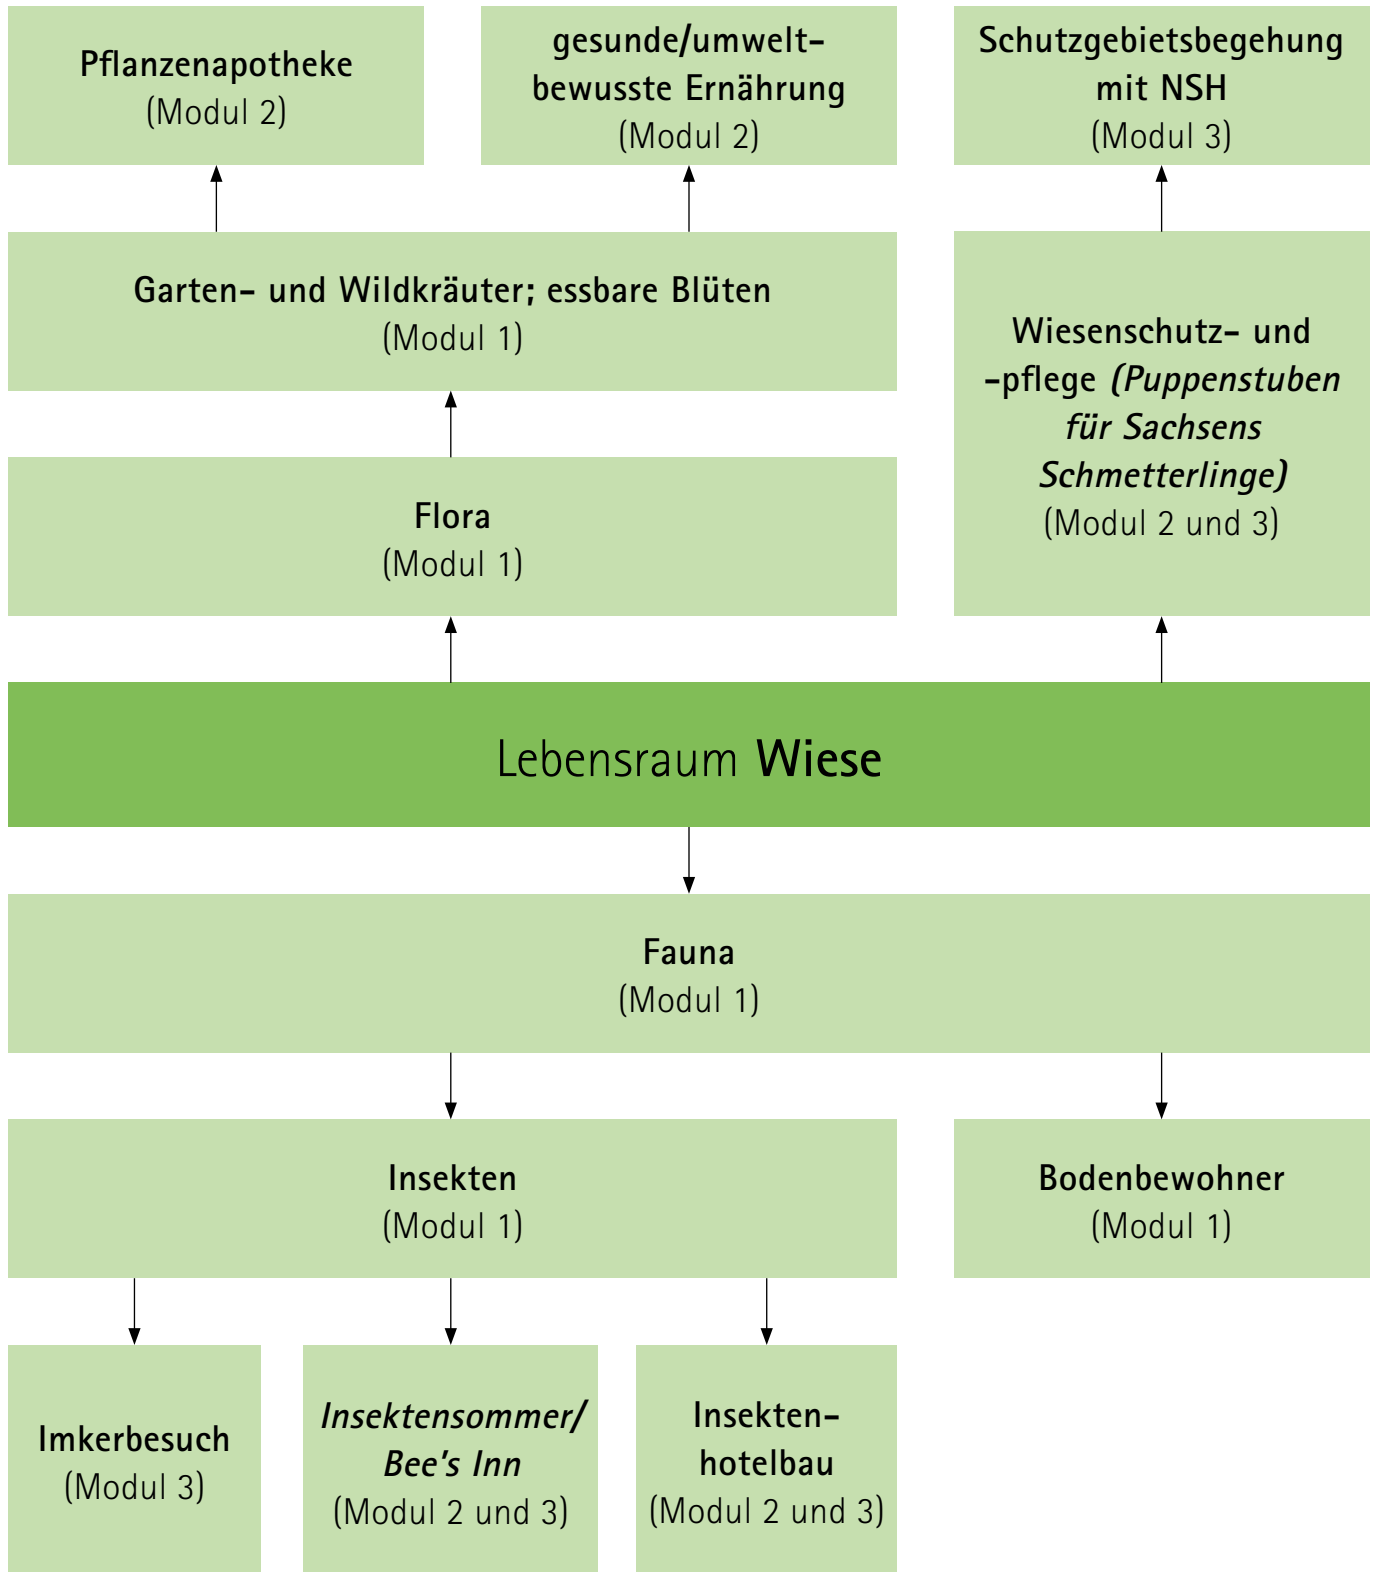 Pflanzenapotheke
(Modul 2)
gesunde/umwelt-
bewusste Ernährung
(Modul 2)
Schutzgebietsbegehung
mit NSH
(Modul 3)
Garten- und Wildkräuter; essbare Blüten
(Modul 1)
Wiesenschutz- und
-pflege (Puppenstuben
für Sachsens
Schmetterlinge)
(Modul 2 und 3)
Flora
(Modul 1)
Lebensraum Wiese
Fauna
(Modul 1)
Insekten
(Modul 1)
Bodenbewohner
(Modul 1)
Imkerbesuch
(Modul 3)
Insektensommer/
Bee's Inn
(Modul 2 und 3)
Insekten-
hotelbau
(Modul 2 und 3)